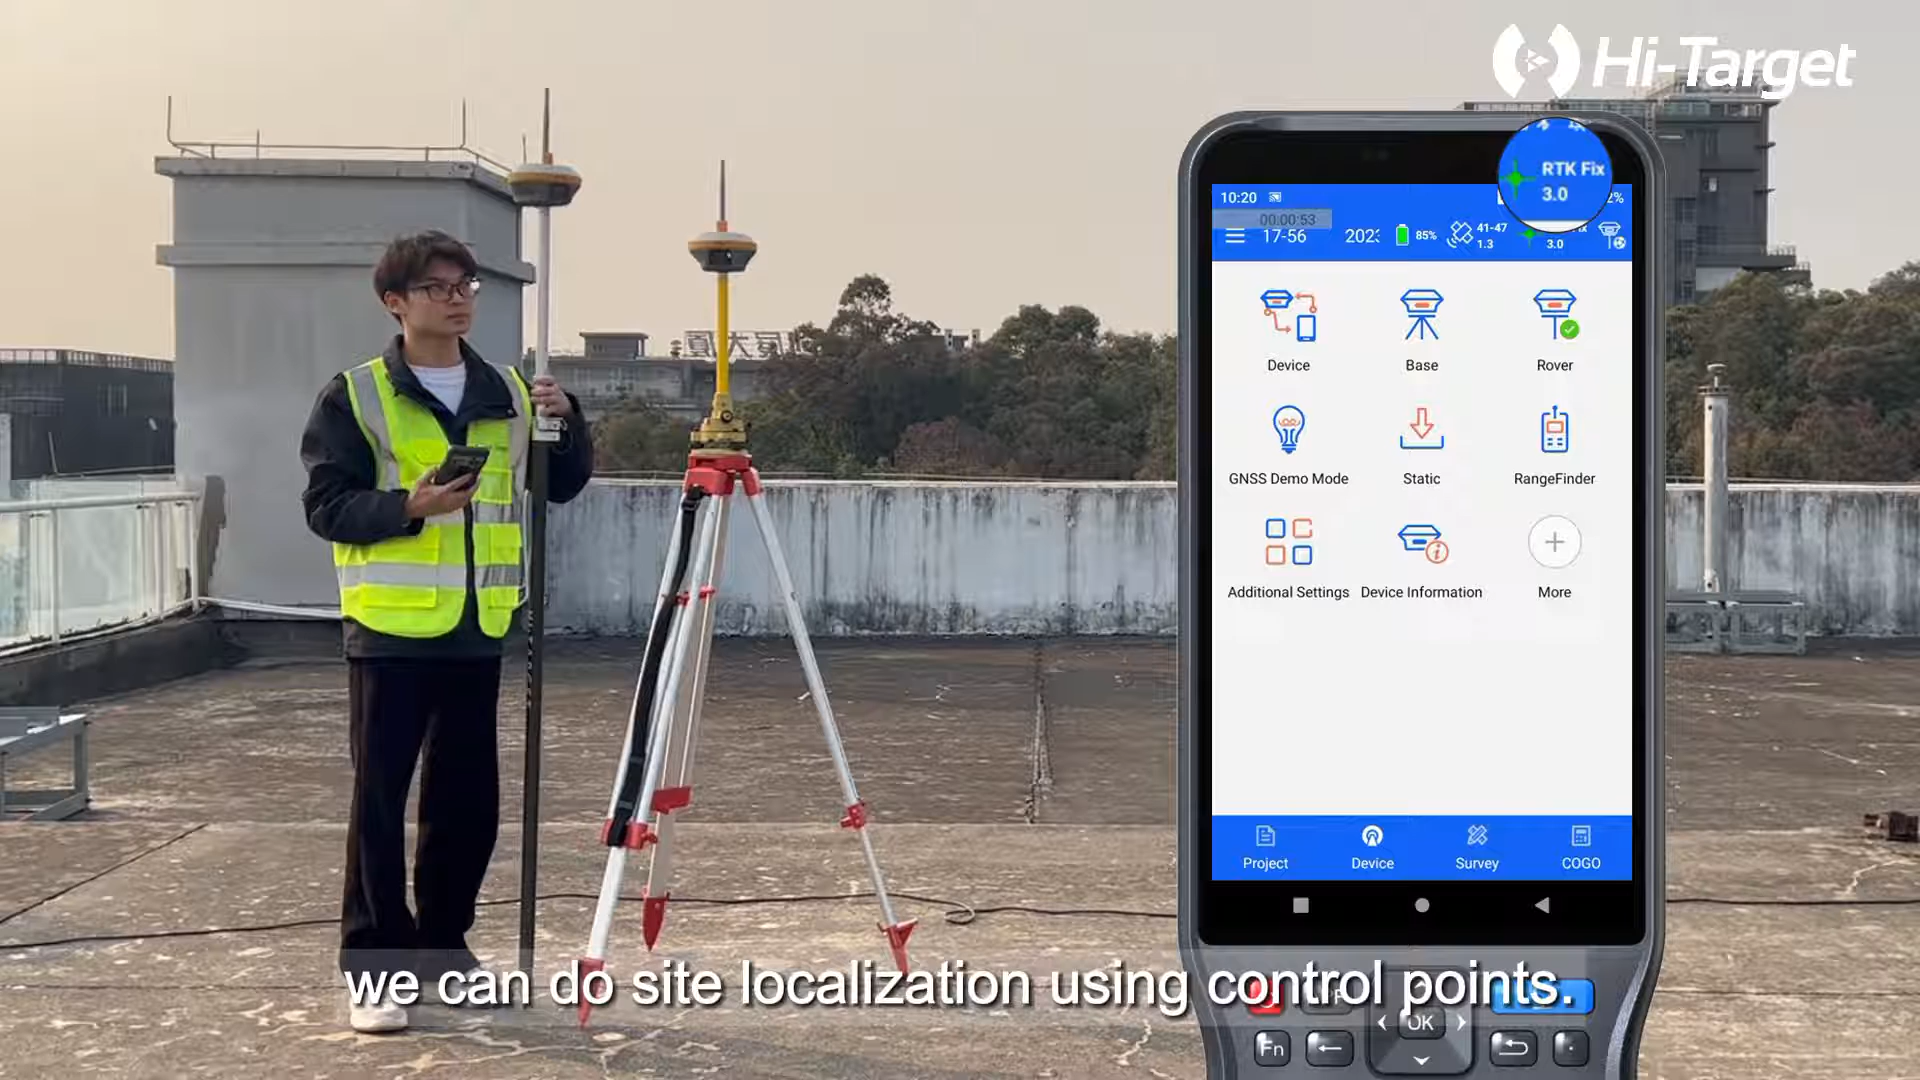 Hi-Target
RTK Fix
3.0
10:20
2%
00:00:53
17-56
2023
85%
41-47
1.3
3.0
Device
Base
Rover
GNSS Demo Mode
Static
RangeFinder
Additional Settings
Device Information
More
Project
Device
Survey
COGO
we can do site localization using control points.
OK
Fn